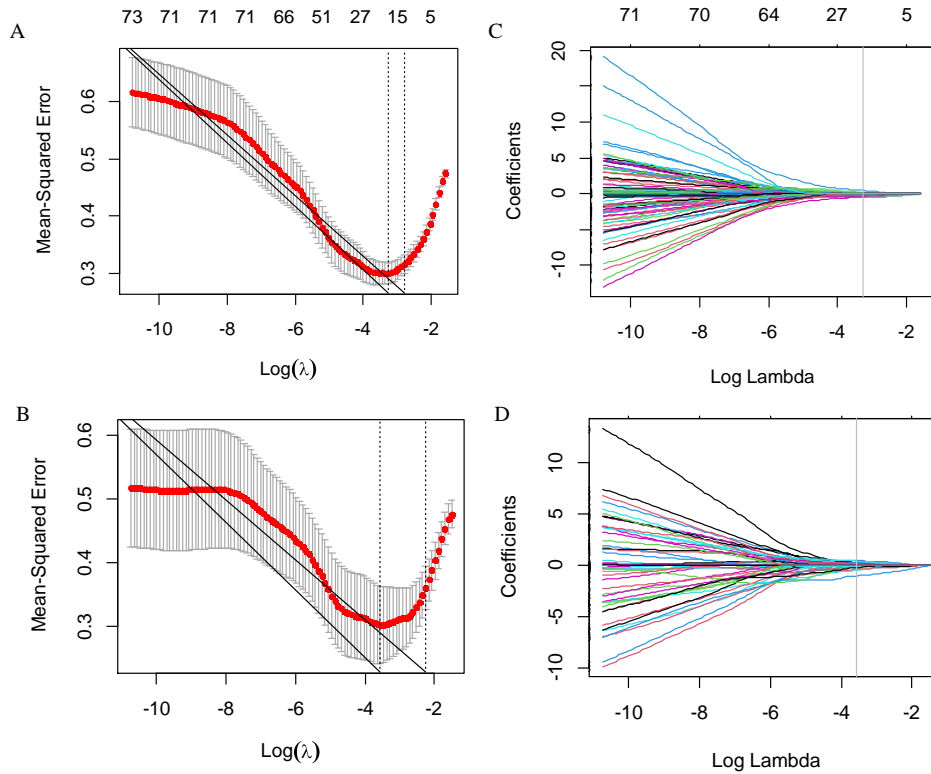 A
73 71 71 71 66 51 27 15 5
Mean-Squared Error
0.6
0.5
0.4
0.3
-10 -8 -6 -4 -2
Log(λ)
C
71 70 64 27 5
Coefficients
20
10
5
0
-10
-10 -8 -6 -4 -2
Log Lambda
B
Mean-Squared Error
0.6
0.5
0.4
0.3
-10 -8 -6 -4 -2
Log(λ)
D
Coefficients
10
5
0
-5
-10
-10 -8 -6 -4 -2
Log Lambda